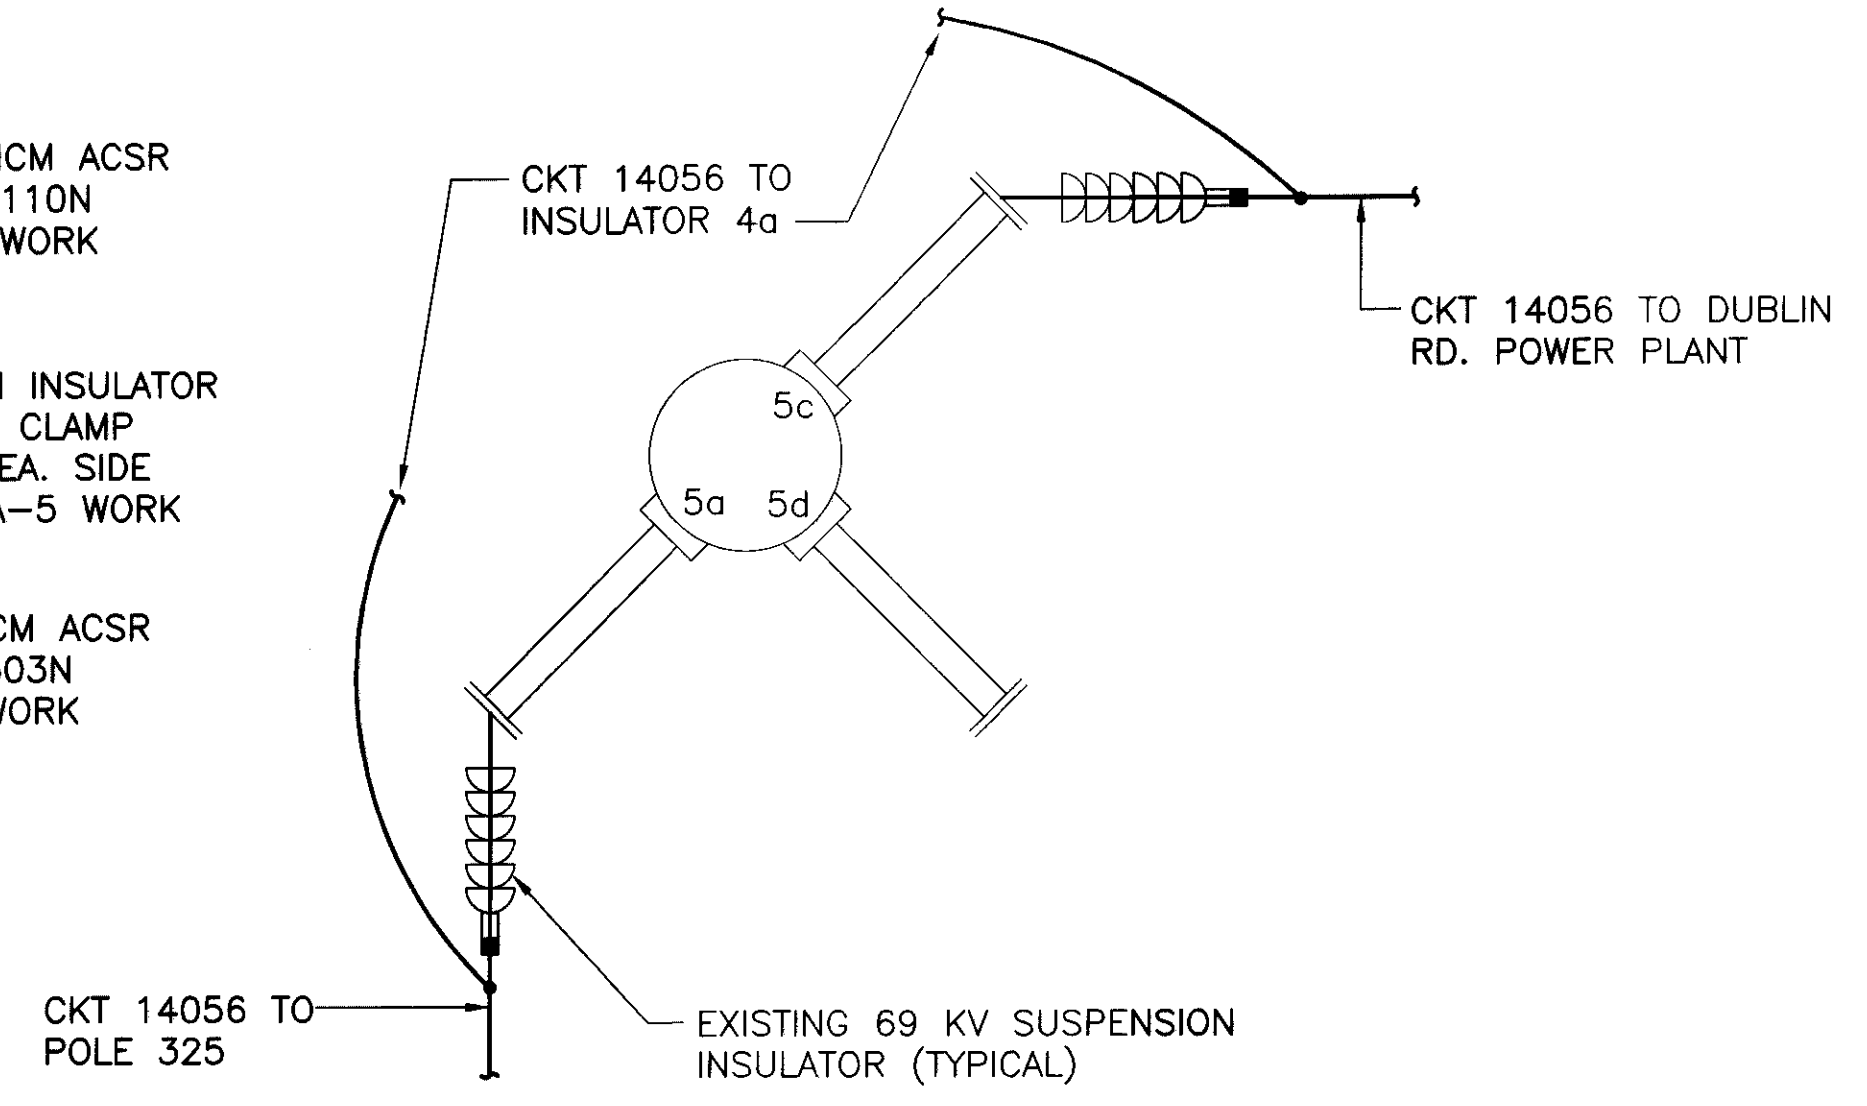 CM ACSR
110N
WORK
INSULATOR
CLAMP
EA. SIDE
A-5 WORK
CM ACSR
03N
WORK
CKT 14056 TO
INSULATOR 4a
CKT 14056 TO DUBLIN
RD. POWER PLANT
5c
5a 5d
CKT 14056 TO
POLE 325
EXISTING 69 KV SUSPENSION
INSULATOR (TYPICAL)